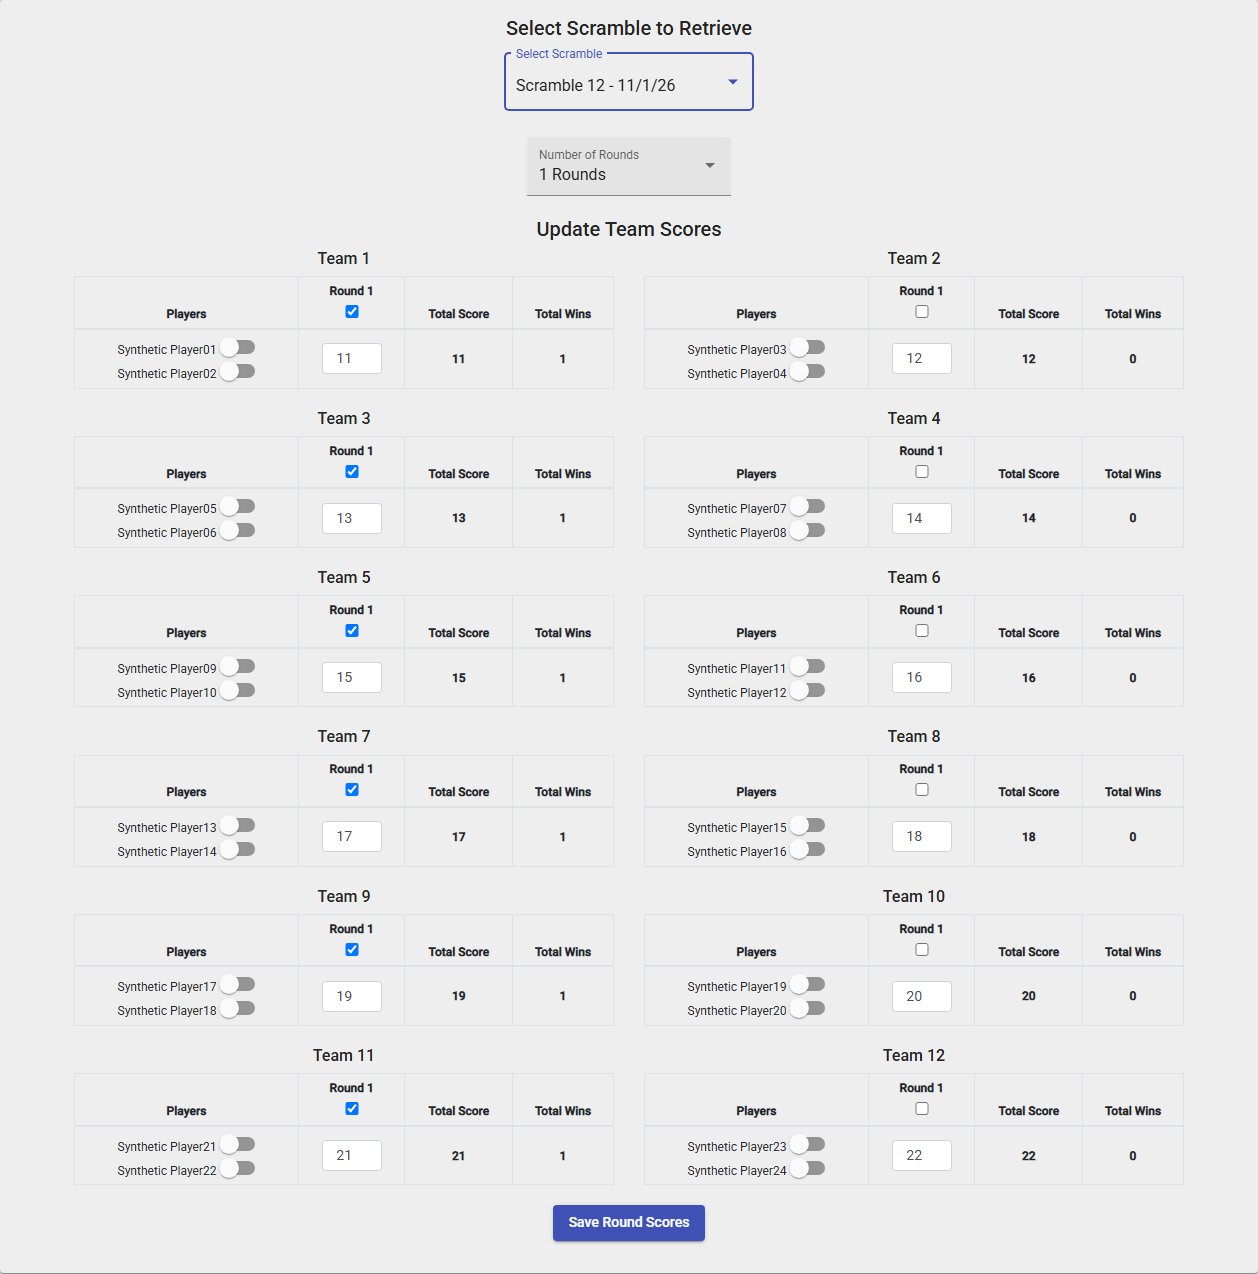 Select Scramble to Retrieve
Select Scramble
Scramble 12 - 11/1/26
Number of Rounds
1 Rounds
Update Team Scores
Team 1
Players Round 1 Total Score Total Wins
Synthetic Player01
Synthetic Player02
11 11 1
Team 2
Players Round 1 Total Score Total Wins
Synthetic Player03
Synthetic Player04
12 12 0
Team 3
Players Round 1 Total Score Total Wins
Synthetic Player05
Synthetic Player06
13 13 1
Team 4
Players Round 1 Total Score Total Wins
Synthetic Player07
Synthetic Player08
14 14 0
Team 5
Players Round 1 Total Score Total Wins
Synthetic Player09
Synthetic Player10
15 15 1
Team 6
Players Round 1 Total Score Total Wins
Synthetic Player11
Synthetic Player12
16 16 0
Team 7
Players Round 1 Total Score Total Wins
Synthetic Player13
Synthetic Player14
17 17 1
Team 8
Players Round 1 Total Score Total Wins
Synthetic Player15
Synthetic Player16
18 18 0
Team 9
Players Round 1 Total Score Total Wins
Synthetic Player17
Synthetic Player18
19 19 1
Team 10
Players Round 1 Total Score Total Wins
Synthetic Player19
Synthetic Player20
20 20 0
Team 11
Players Round 1 Total Score Total Wins
Synthetic Player21
Synthetic Player22
21 21 1
Team 12
Players Round 1 Total Score Total Wins
Synthetic Player23
Synthetic Player24
22 22 0
Save Round Scores